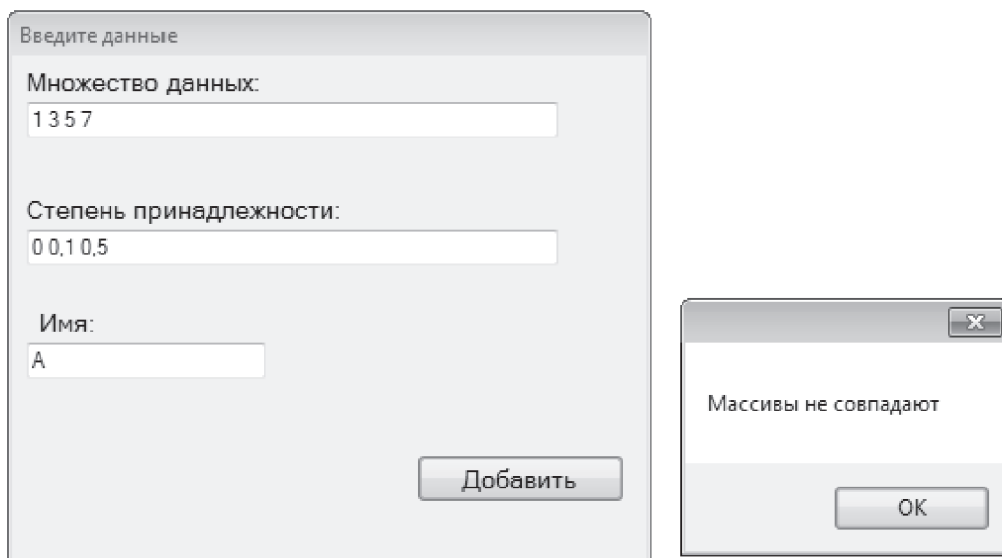 Введите данные
Множество данных:
1 3 5 7
Степень принадлежности:
0 0,1 0,5
Имя:
А
Добавить
Массивы не совпадают
ОК